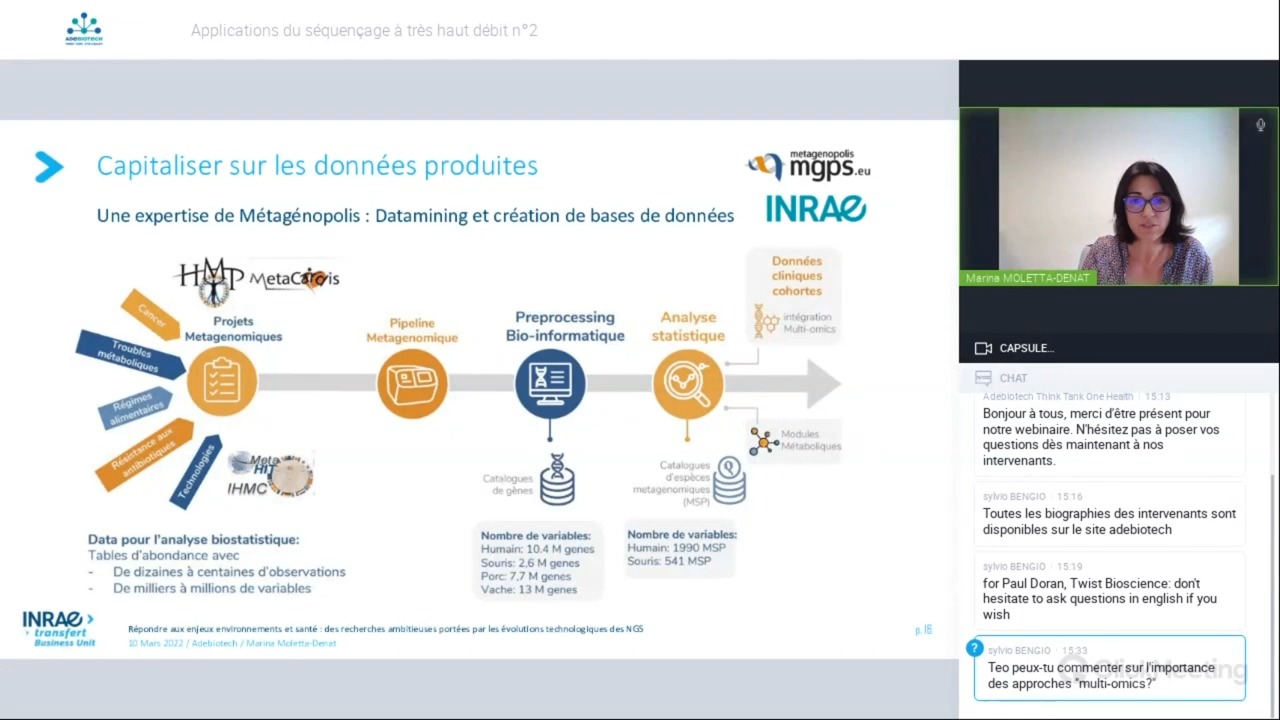 ADEBIOTECH
Applications du séquençage à très haut débit n°2
Capitaliser sur les données produites
metagenopolis
mgps.eu
INRAE
Une expertise de Métagénopolis : Datamining et création de bases de données
HMP
MetaCardis
Cancer
Troubles
métaboliques
Régimes
alimentaires
Résistance aux
antibiotiques
Technologies
Projets
Metagenomiques
Meta
HIT
IHMC
Pipeline
Metagenomique
Preprocessing
Bio-informatique
Analyse
statistique
Données
cliniques
cohortes
intégration
Multi-omics
Modules
Métaboliques
Catalogues
de gènes
Catalogues
d'espèces
metagenomiques
(MSP)
Data pour l'analyse biostatistique:
Tables d'abondance avec
- De dizaines à centaines d'observations
- De milliers à millions de variables
Nombre de variables:
Humain: 10.4 M genes
Souris: 2,6 M genes
Porc: 7,7 M genes
Vache: 13 M genes
Nombre de variables:
Humain: 1990 MSP
Souris: 541 MSP
INRAE
transfert
Business Unit
Répondre aux enjeux environnements et santé : des recherches ambitieuses portées par les évolutions technologiques des NGS
10 Mars 2022 / Adebiotech / Marina Moletta-Denat
p. 16
Marina MOLETTA-DENAT
CAPSULE...
CHAT
Adebiotech Think Tank One Health · 15:13
Bonjour à tous, merci d'être présent pour
notre webinaire. N'hésitez pas à poser vos
questions dès maintenant à nos
intervenants.
sylvio BENGIO · 15:16
Toutes les biographies des intervenants sont
disponibles sur le site adebiotech
sylvio BENGIO · 15:19
for Paul Doran, Twist Bioscience: don't
hesitate to ask questions in english if you
wish
? sylvio BENGIO · 15:33
Teo peux-tu commenter sur l'importance
des approches "multi-omics?"
ClickMeeting